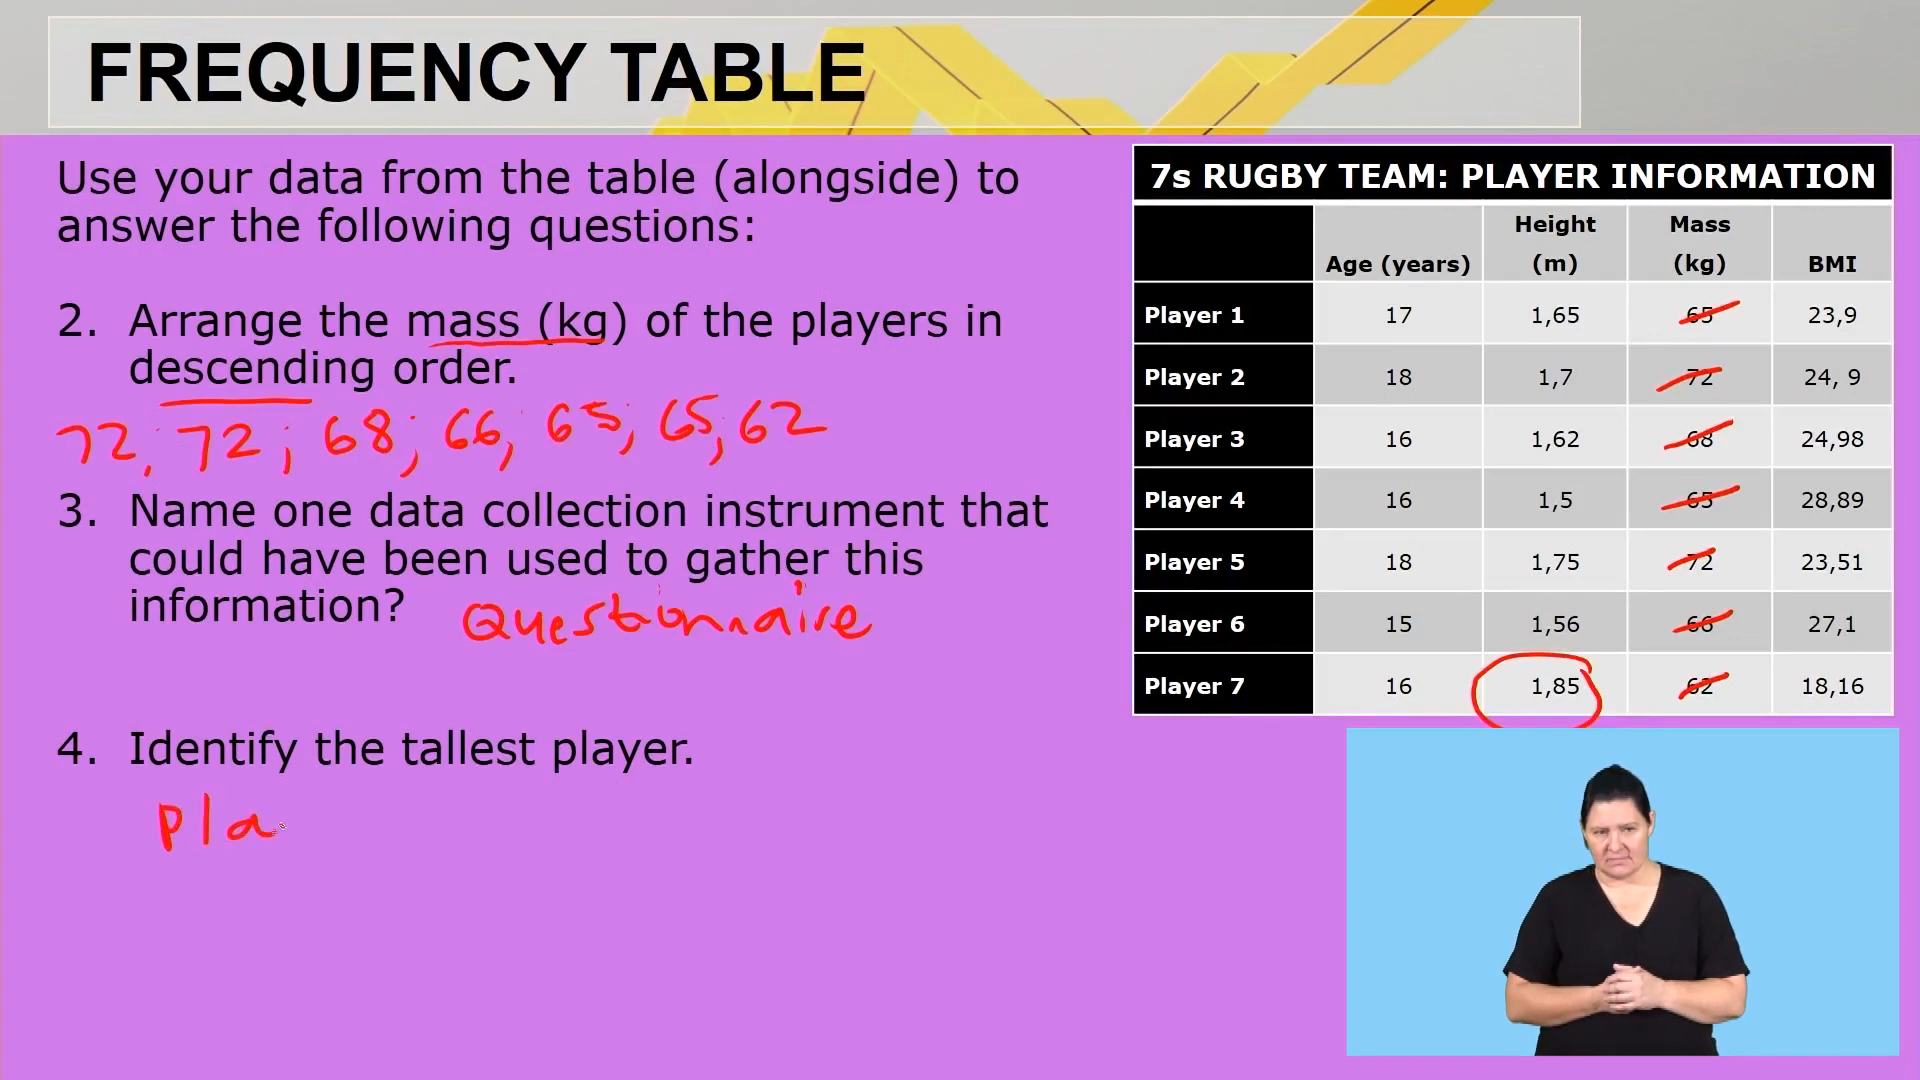 FREQUENCY TABLE
Use your data from the table (alongside) to
answer the following questions:
2. Arrange the mass (kg) of the players in
descending order.
72; 72; 68; 66; 65; 65; 62
3. Name one data collection instrument that
could have been used to gather this
information? Questionnaire
4. Identify the tallest player.
Pla
7s RUGBY TEAM: PLAYER INFORMATION
Age (years) Height (m) Mass (kg) BMI
Player 1 17 1,65 65 23,9
Player 2 18 1,7 72 24, 9
Player 3 16 1,62 68 24,98
Player 4 16 1,5 65 28,89
Player 5 18 1,75 72 23,51
Player 6 15 1,56 66 27,1
Player 7 16 1,85 62 18,16